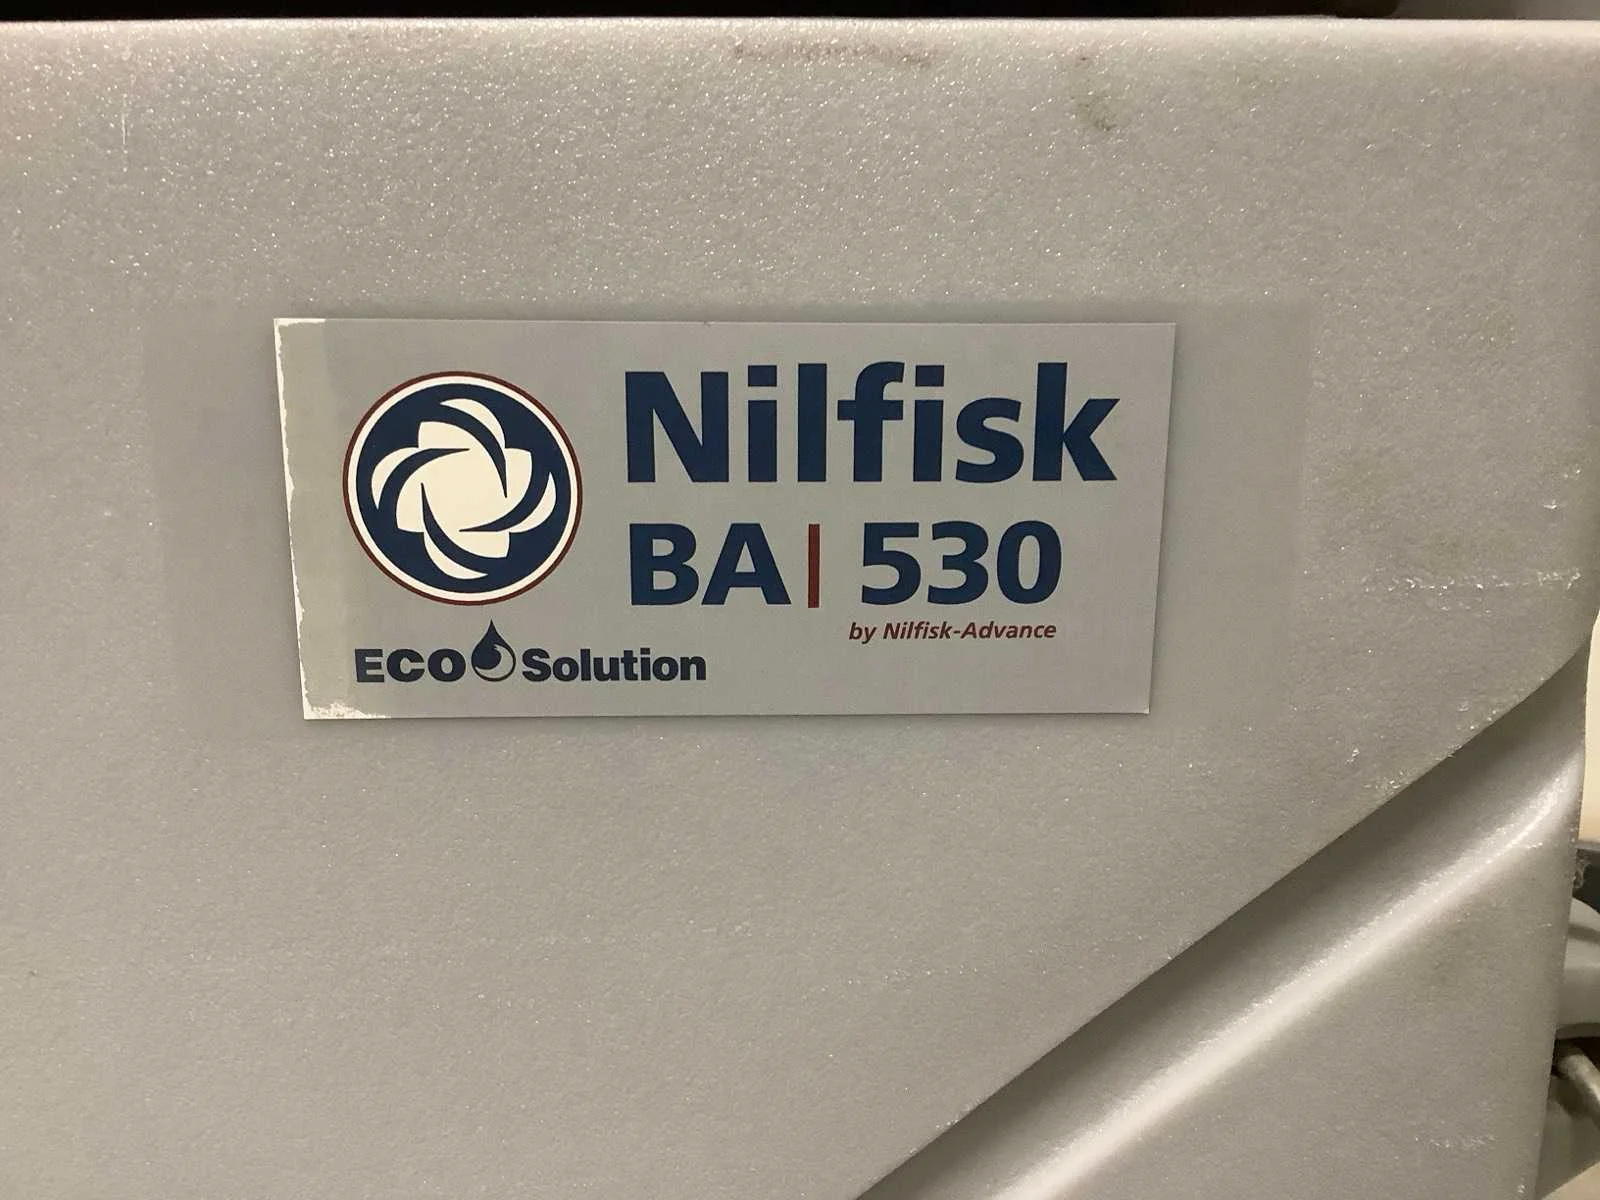 Nilfisk
BA| 530
by Nilfisk-Advance
ECO Solution